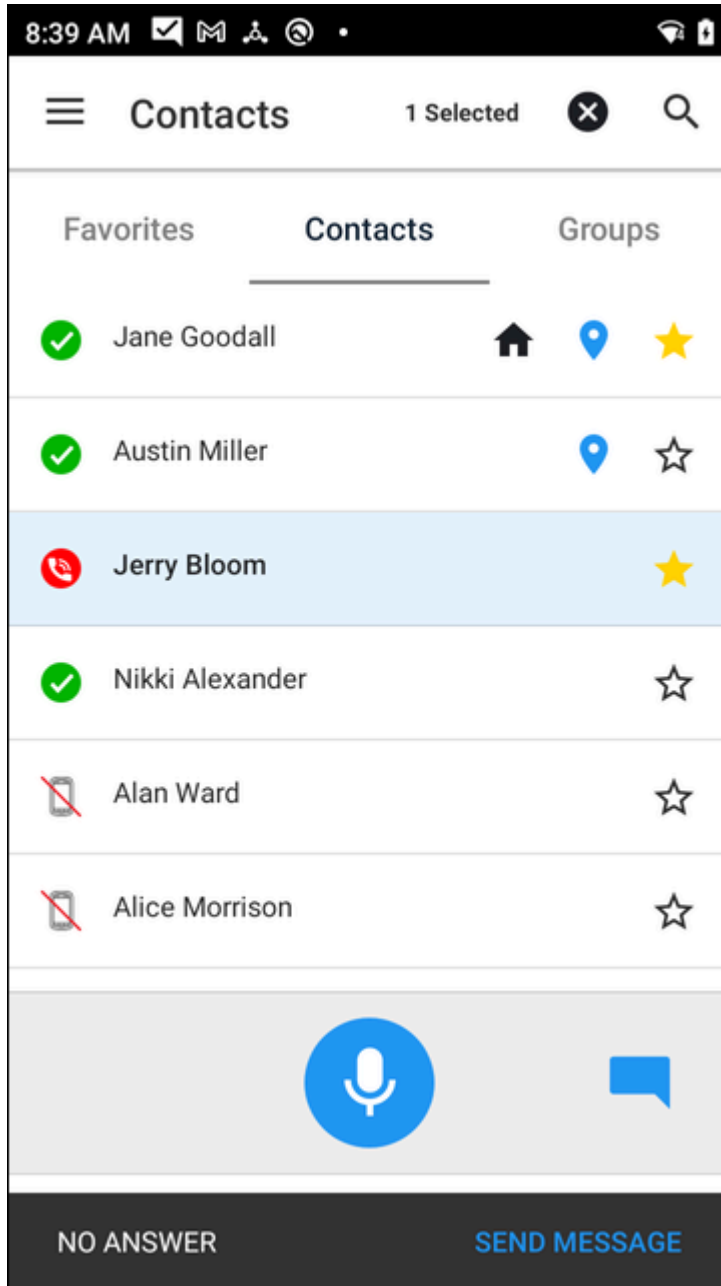 8:39 AM
Contacts 1 Selected
Favorites Contacts Groups
Jane Goodall
Austin Miller
Jerry Bloom
Nikki Alexander
Alan Ward
Alice Morrison
NO ANSWER SEND MESSAGE